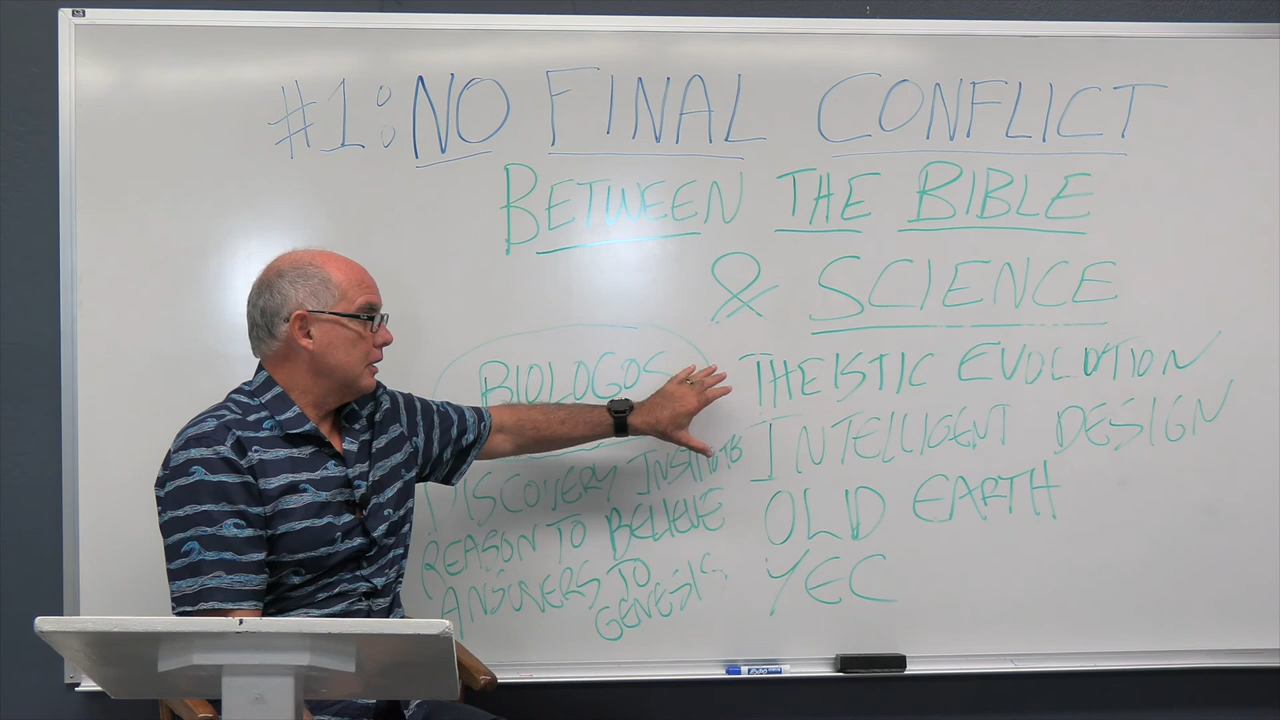 #1: NO FINAL CONFLICT
BETWEEN THE BIBLE
& SCIENCE
BIOLOGOS
THEISTIC EVOLUTION
DISCOVERY INSTITUTE
INTELLIGENT DESIGN
REASON TO BELIEVE
OLD EARTH
ANSWERS TO
GENESIS
YEC